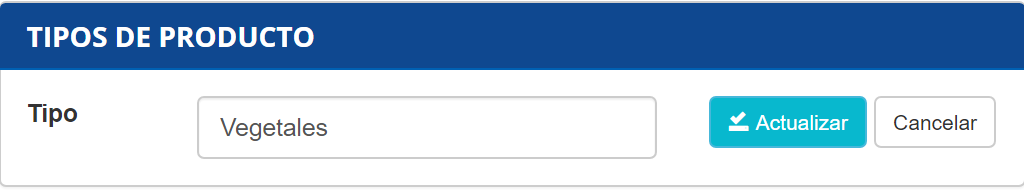 TIPOS DE PRODUCTO
Tipo Vegetales Actualizar Cancelar